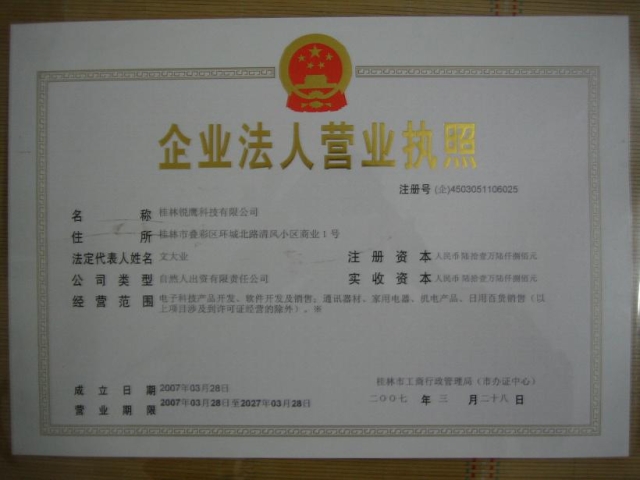 企业法人营业执照
注册号 (企)4503051106025
名 称 桂林锐鹰科技有限公司
住 所 桂林市叠彩区环城北路清风小区商业1号
法定代表人姓名 文大业 注册资本 人民币
公司类型 自然人出资有限责任公司 实收资本 人民币
经营范围 电子科技产品开发、软件开发及销售；通讯器材、家用电器、机电产品、日用百货销售（以
上项目涉及到许可证经营的除外）。※
成立日期 2007年03月28日 桂林市工商行政管理局（市办证中心）
营业期限 2007年03月28日至2027年03月28日 二〇〇七 年 三 月 二十八 日